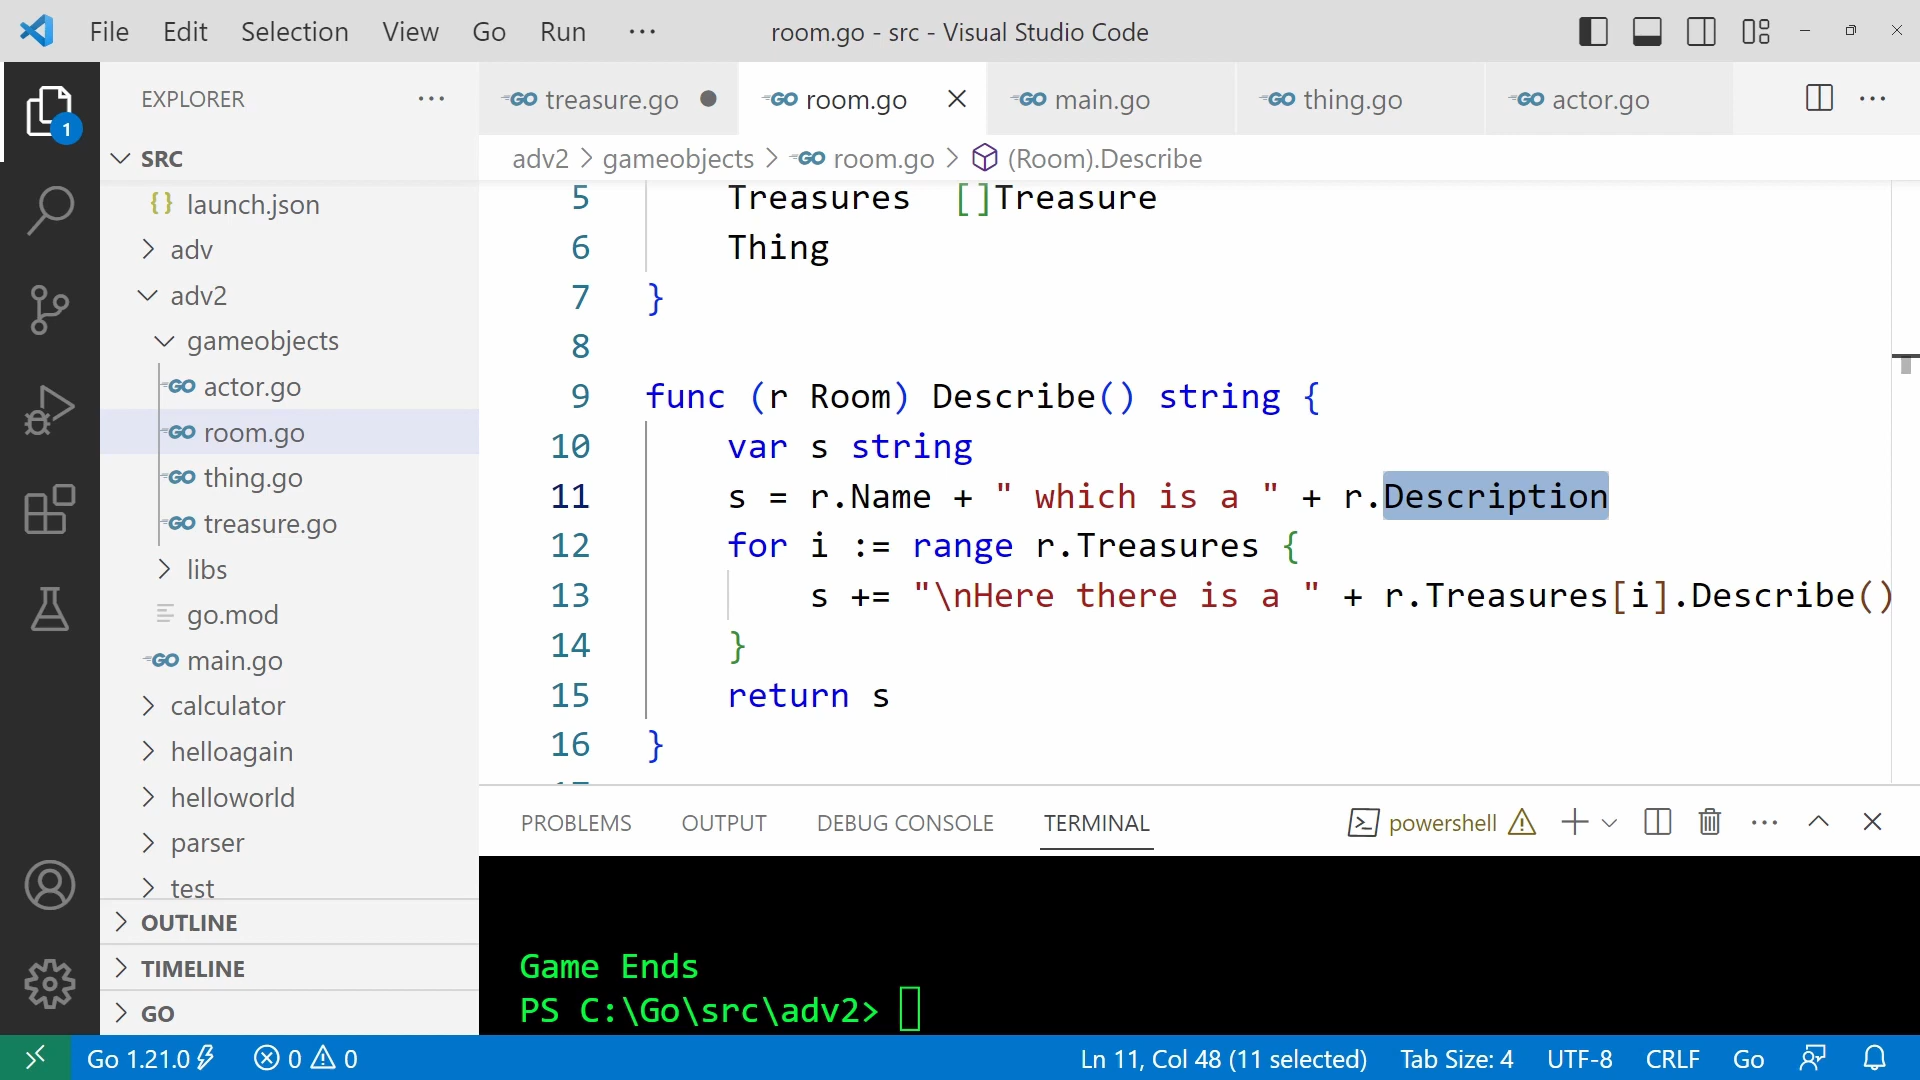 File Edit Selection View Go Run ··· room.go - src - Visual Studio Code
EXPLORER ···
1
SRC
launch.json
adv
adv2
gameobjects
actor.go
room.go
thing.go
treasure.go
libs
go.mod
main.go
calculator
helloagain
helloworld
parser
test
OUTLINE
TIMELINE
GO
treasure.go room.go main.go thing.go actor.go
adv2 > gameobjects > room.go > (Room).Describe
5 Treasures []Treasure
6 Thing
7 }
8
9 func (r Room) Describe() string {
10 var s string
11 s = r.Name + " which is a " + r.Description
12 for i := range r.Treasures {
13 s += "\nHere there is a " + r.Treasures[i].Describe()
14 }
15 return s
16 }
PROBLEMS OUTPUT DEBUG CONSOLE TERMINAL powershell
Game Ends
PS C:\Go\src\adv2>
Go 1.21.0 0 0 Ln 11, Col 48 (11 selected) Tab Size: 4 UTF-8 CRLF Go